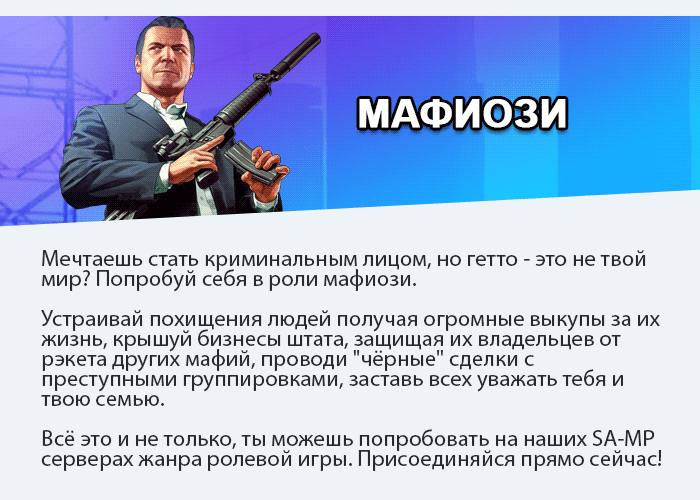 МАФИОЗИ
Мечтаешь стать криминальным лицом, но гетто - это не твой
мир? Попробуй себя в роли мафиози.
Устраивай похищения людей получая огромные выкупы за их
жизнь, крышуй бизнесы штата, защищая их владельцев от
рэкета других мафий, проводи "чёрные" сделки с
преступными группировками, заставь всех уважать тебя и
твою семью.
Всё это и не только, ты можешь попробовать на наших SA-MP
серверах жанра ролевой игры. Присоединяйся прямо сейчас!